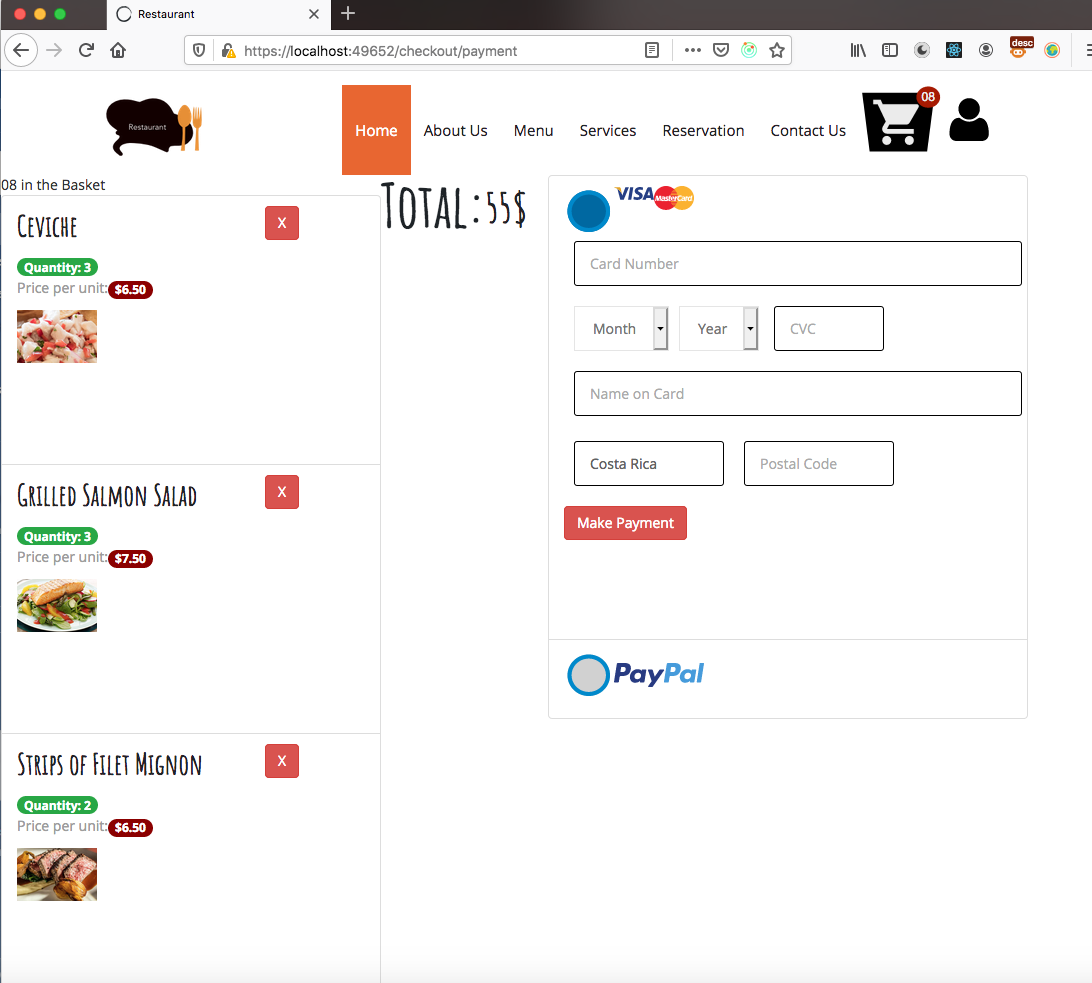 Restaurant
https://localhost:49652/checkout/payment
desc
Restaurant
Home
About Us
Menu
Services
Reservation
Contact Us
08
08 in the Basket
Ceviche
X
Quantity: 3
Price per unit: $6.50
Grilled Salmon Salad
X
Quantity: 3
Price per unit: $7.50
Strips of Filet Mignon
X
Quantity: 2
Price per unit: $6.50
Total: 55$
VISA MasterCard
Card Number
Month
Year
CVC
Name on Card
Costa Rica
Postal Code
Make Payment
PayPal